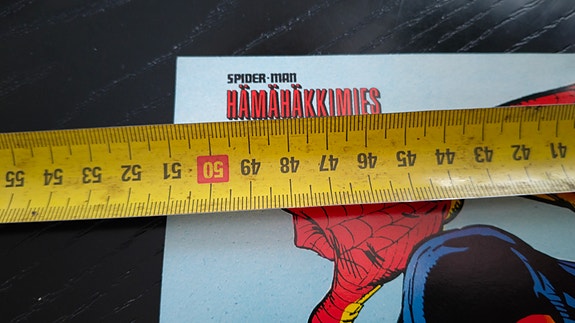 SPIDER-MAN
HÄMÄHÄKKIMIES
55 54 53 52 51 50 49 48 47 46 45 44 43 42 41